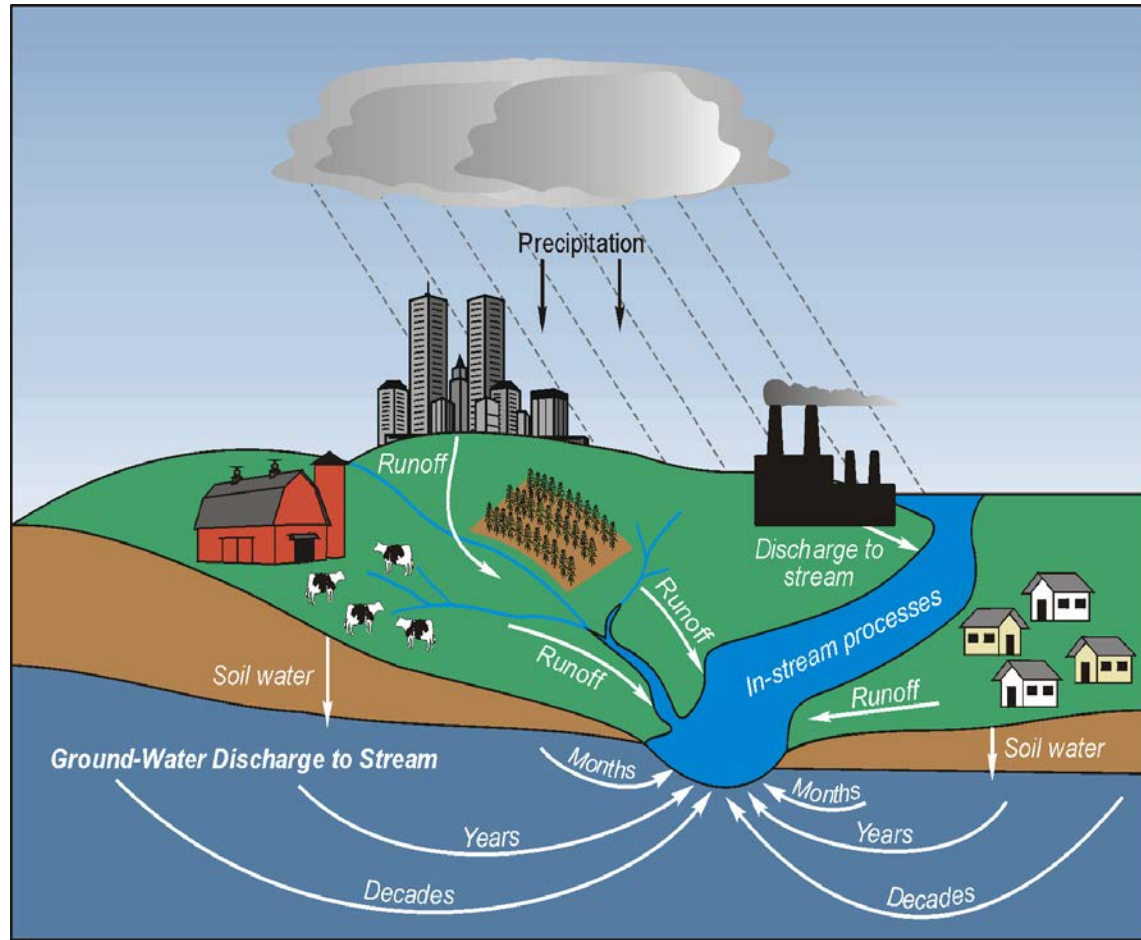 Precipitation
Runoff
Discharge to
stream
Runoff
In-stream processes
Runoff
Runoff
Soil water
Soil water
Ground-Water Discharge to Stream
Months
Months
Years
Years
Decades
Decades